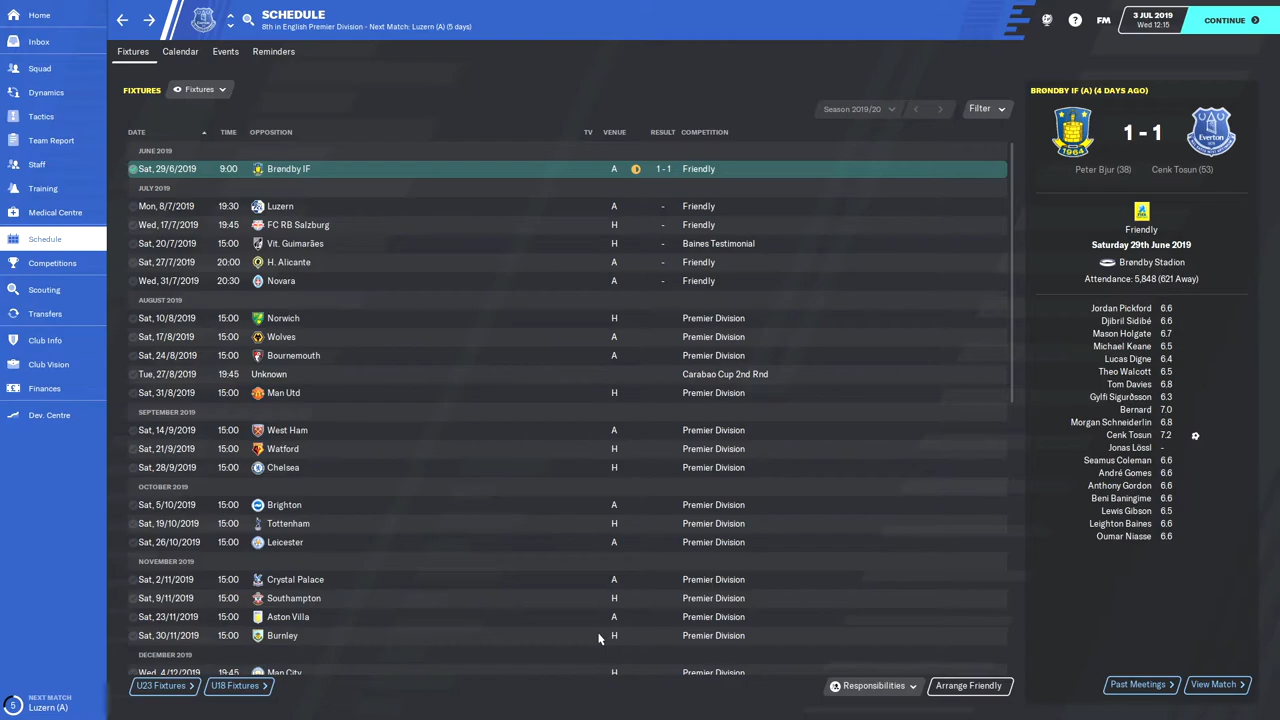 Home
SCHEDULE
8th in English Premier Division - Next Match: Luzern (A) (5 days)
FM
3 JUL 2019
Wed 12:15
CONTINUE
Inbox
Squad
Dynamics
Tactics
Team Report
Staff
Training
Medical Centre
Schedule
Competitions
Scouting
Transfers
Club Info
Club Vision
Finances
Dev. Centre
5
NEXT MATCH
Luzern (A)
Fixtures Calendar Events Reminders
FIXTURES Fixtures
Season 2019/20 Filter
DATE TIME OPPOSITION TV VENUE RESULT COMPETITION
JUNE 2019
Sat, 29/6/2019 9:00 Brøndby IF A 1 - 1 Friendly
JULY 2019
Mon, 8/7/2019 19:30 Luzern A - Friendly
Wed, 17/7/2019 19:45 FC RB Salzburg H - Friendly
Sat, 20/7/2019 15:00 Vit. Guimarães H - Baines Testimonial
Sat, 27/7/2019 20:00 H. Alicante A - Friendly
Wed, 31/7/2019 20:30 Novara A - Friendly
AUGUST 2019
Sat, 10/8/2019 15:00 Norwich H Premier Division
Sat, 17/8/2019 15:00 Wolves A Premier Division
Sat, 24/8/2019 15:00 Bournemouth A Premier Division
Tue, 27/8/2019 19:45 Unknown Carabao Cup 2nd Rnd
Sat, 31/8/2019 15:00 Man Utd H Premier Division
SEPTEMBER 2019
Sat, 14/9/2019 15:00 West Ham A Premier Division
Sat, 21/9/2019 15:00 Watford H Premier Division
Sat, 28/9/2019 15:00 Chelsea H Premier Division
OCTOBER 2019
Sat, 5/10/2019 15:00 Brighton A Premier Division
Sat, 19/10/2019 15:00 Tottenham H Premier Division
Sat, 26/10/2019 15:00 Leicester A Premier Division
NOVEMBER 2019
Sat, 2/11/2019 15:00 Crystal Palace A Premier Division
Sat, 9/11/2019 15:00 Southampton H Premier Division
Sat, 23/11/2019 15:00 Aston Villa A Premier Division
Sat, 30/11/2019 15:00 Burnley H Premier Division
DECEMBER 2019
Wed, 4/12/2019 19:45 Man City H Premier Division
U23 Fixtures U18 Fixtures Responsibilities Arrange Friendly
BRØNDBY IF (A) (4 DAYS AGO)
1964 1 - 1 Everton
Peter Bjur (38) Cenk Tosun (53)
Friendly
Saturday 29th June 2019
Brøndby Stadion
Attendance: 5,848 (621 Away)
Jordan Pickford 6.6
Djibril Sidibé 6.6
Mason Holgate 6.7
Michael Keane 6.5
Lucas Digne 6.4
Theo Walcott 6.5
Tom Davies 6.8
Gylfi Sigurðsson 6.3
Bernard 7.0
Morgan Schneiderlin 6.8
Cenk Tosun 7.2
Jonas Lössl -
Seamus Coleman 6.6
André Gomes 6.6
Anthony Gordon 6.6
Beni Baningime 6.6
Lewis Gibson 6.5
Leighton Baines 6.6
Oumar Niasse 6.6
Past Meetings View Match